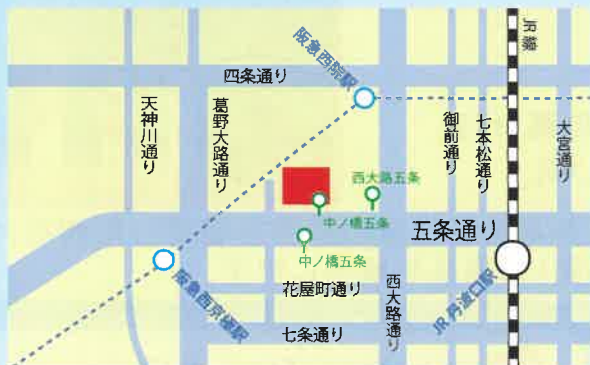 阪急西院駅
JR線
四条通り
天神川通り
葛野大路通り
御前通り
七本松通り
大宮通り
西大路五条
中ノ橋五条
五条通り
中ノ橋五条
阪急西京極駅
花屋町通り
西大路通り
JR丹波口駅
七条通り